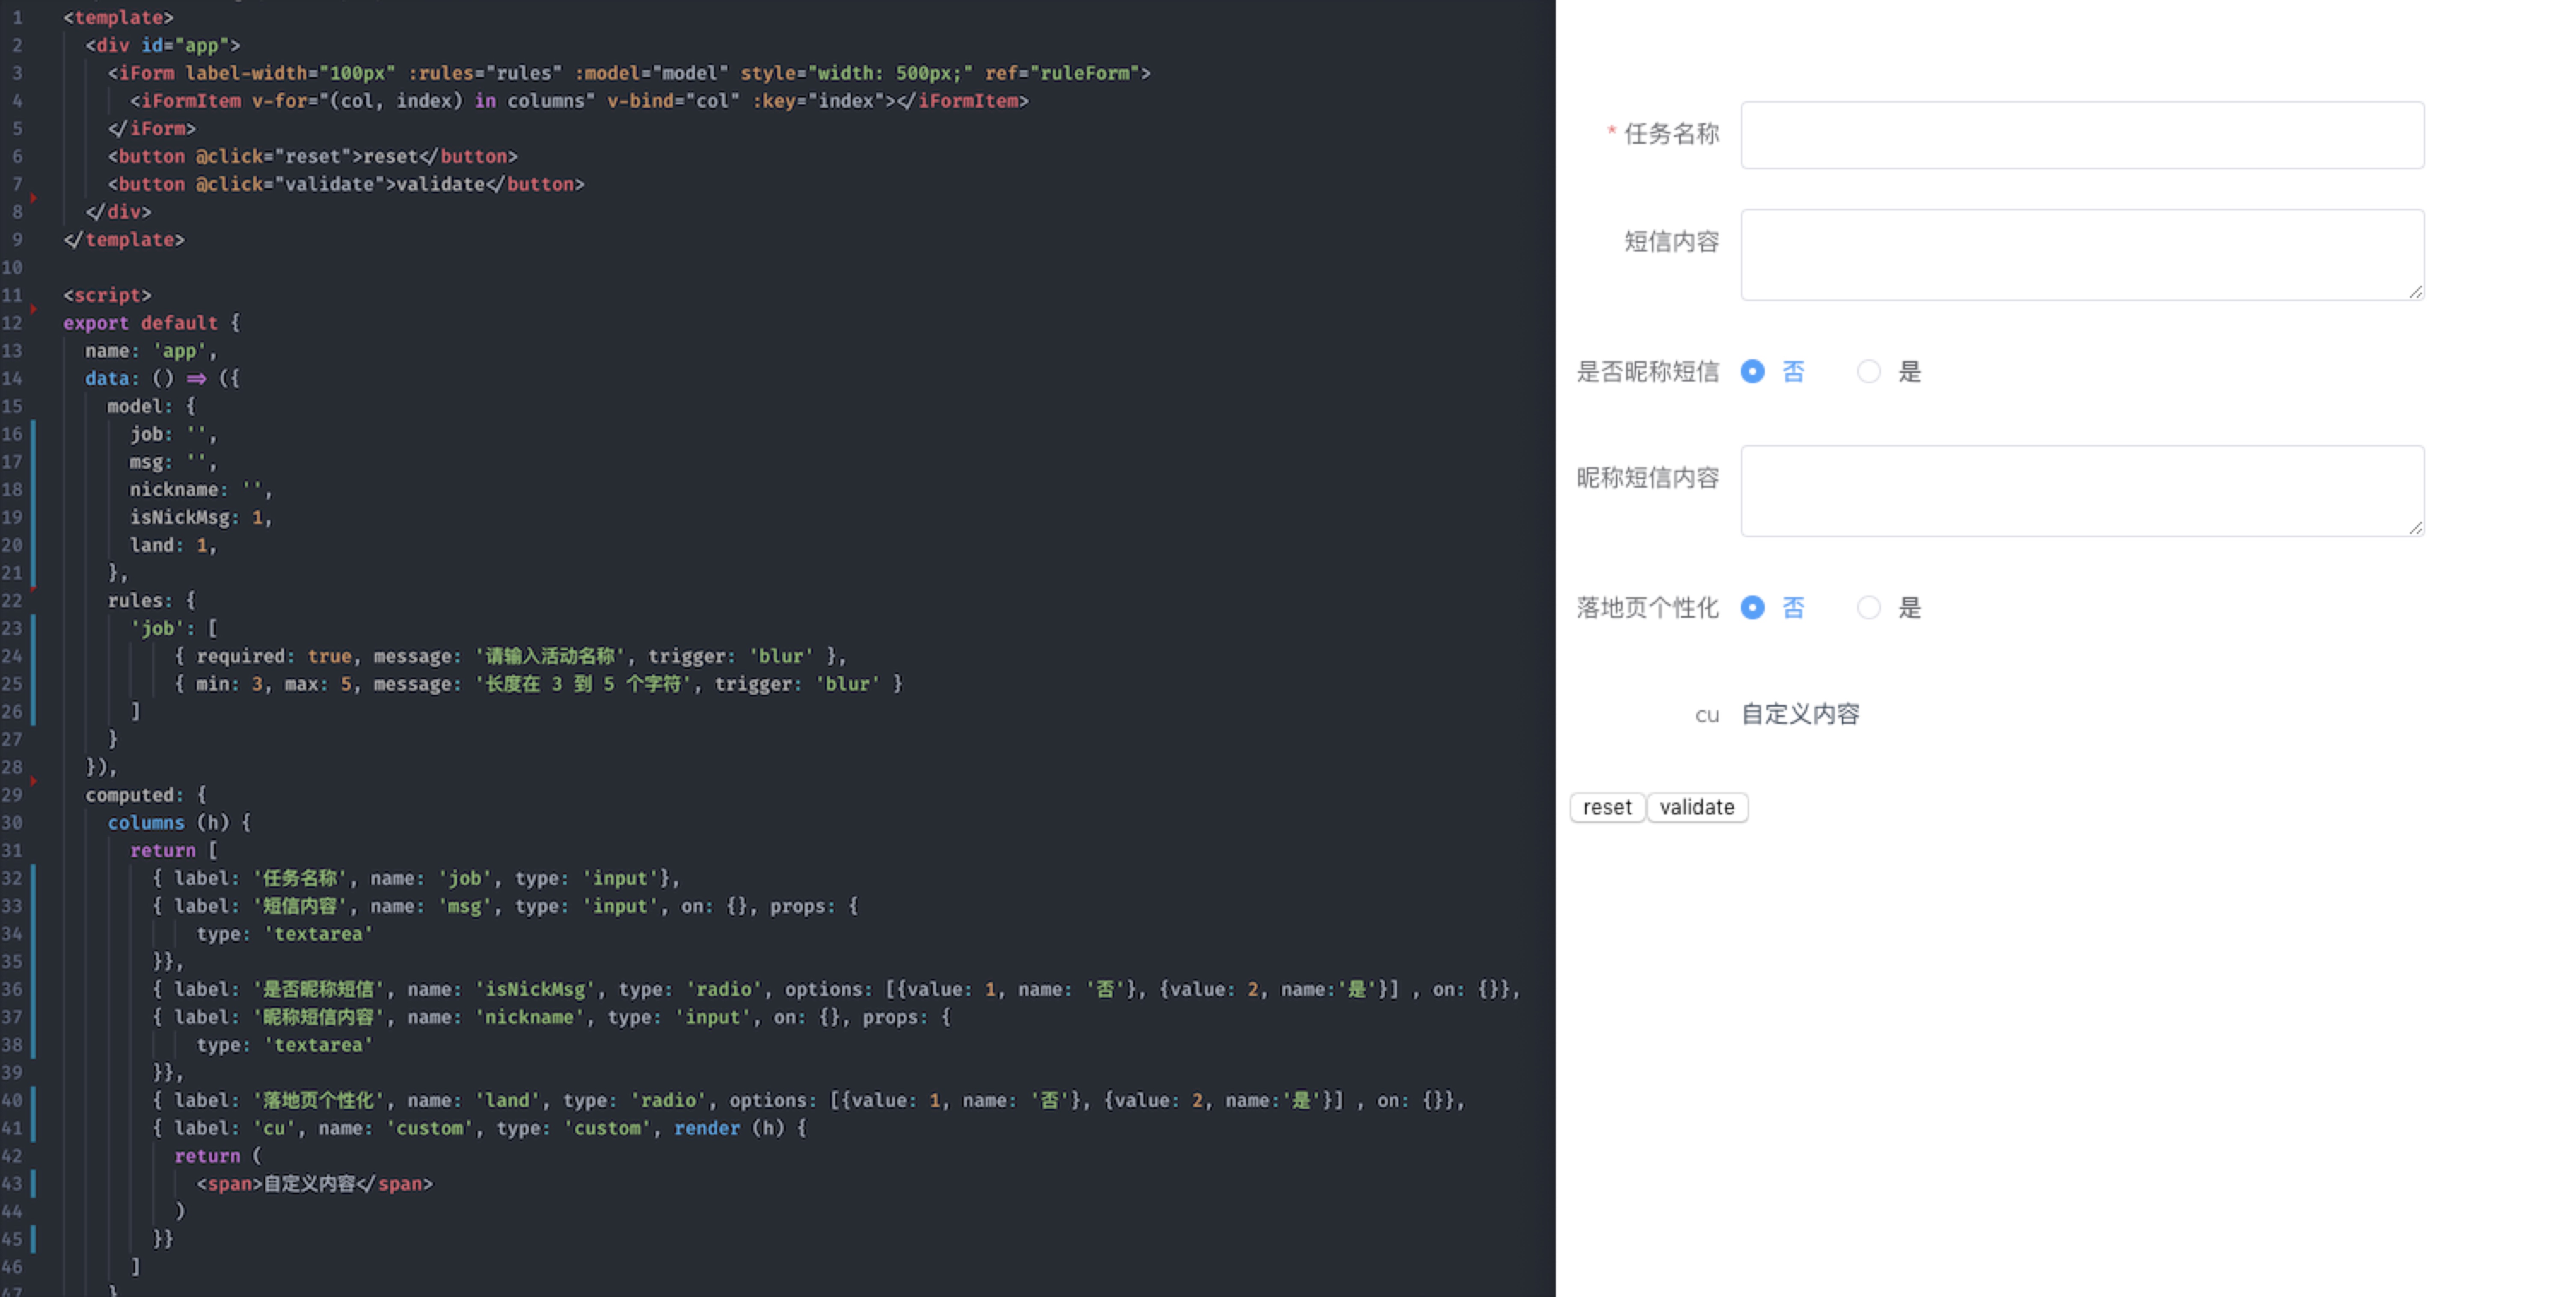 1 <template>
2 <div id="app">
3 <iForm label-width="100px" :rules="rules" :model="model" style="width: 500px;" ref="ruleForm">
4 <iFormItem v-for="(col, index) in columns" v-bind="col" :key="index"></iFormItem>
5 </iForm>
6 <button @click="reset">reset</button>
7 <button @click="validate">validate</button>
8 </div>
9 </template>
10
11 <script>
12 export default {
13 name: 'app',
14 data: () => ({
15 model: {
16 job: '',
17 msg: '',
18 nickname: '',
19 isNickMsg: 1,
20 land: 1,
21 },
22 rules: {
23 'job': [
24 { required: true, message: '请输入活动名称', trigger: 'blur' },
25 { min: 3, max: 5, message: '长度在 3 到 5 个字符', trigger: 'blur' }
26 ]
27 }
28 }),
29 computed: {
30 columns (h) {
31 return [
32 { label: '任务名称', name: 'job', type: 'input'},
33 { label: '短信内容', name: 'msg', type: 'input', on: {}, props: {
34 type: 'textarea'
35 }},
36 { label: '是否昵称短信', name: 'isNickMsg', type: 'radio', options: [{value: 1, name: '否'}, {value: 2, name:'是'}] , on: {}},
37 { label: '昵称短信内容', name: 'nickname', type: 'input', on: {}, props: {
38 type: 'textarea'
39 }},
40 { label: '落地页个性化', name: 'land', type: 'radio', options: [{value: 1, name: '否'}, {value: 2, name:'是'}] , on: {}},
41 { label: 'cu', name: 'custom', type: 'custom', render (h) {
42 return (
43 <span>自定义内容</span>
44 )
45 }}
46 ]
47 }
* 任务名称
短信内容
是否昵称短信 否 是
昵称短信内容
落地页个性化 否 是
cu 自定义内容
reset validate